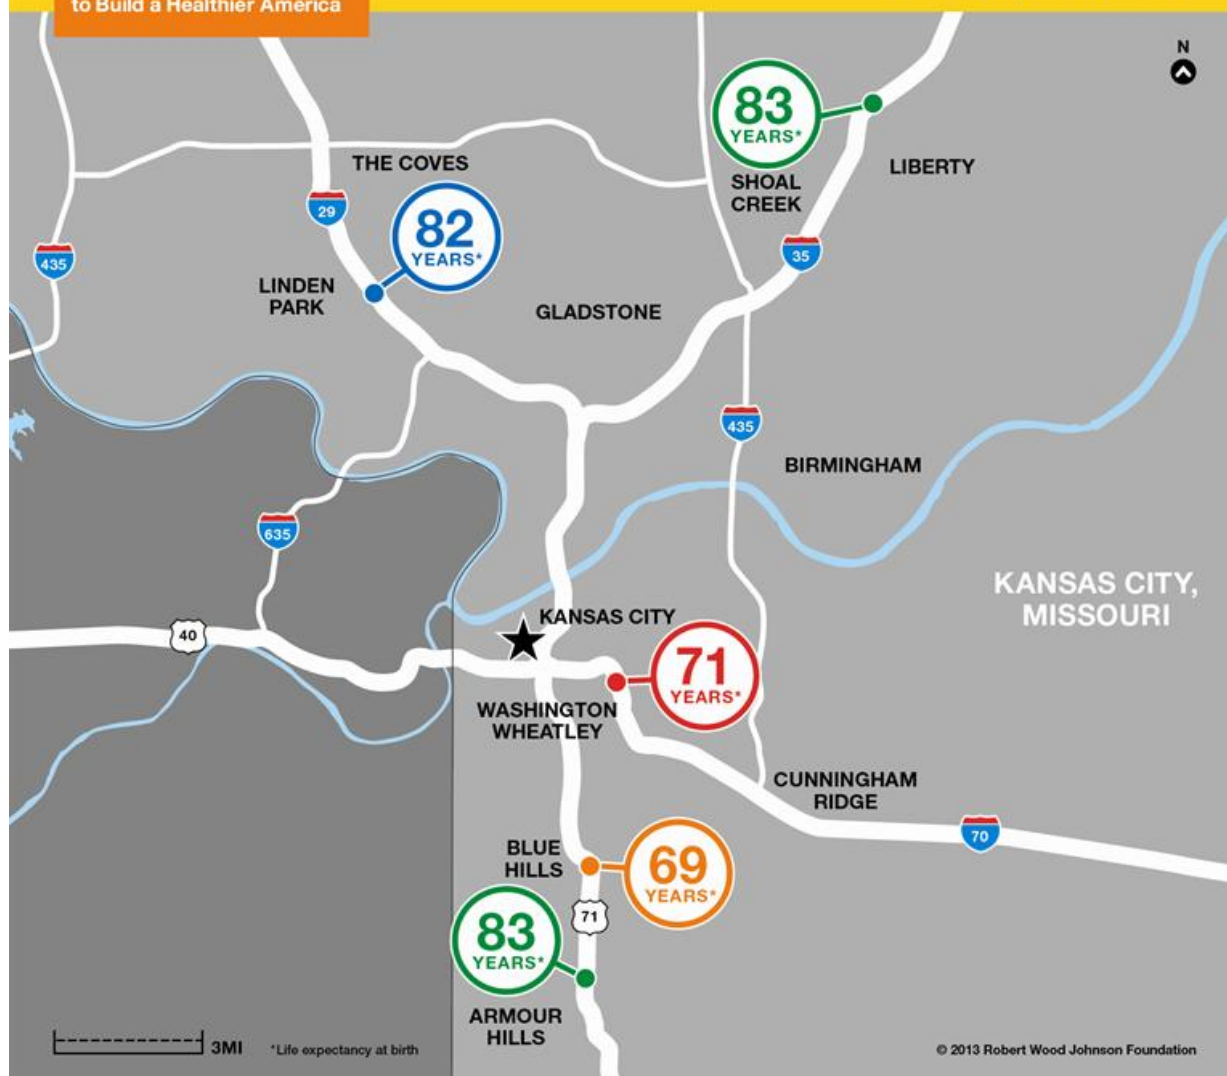 to Build a Healthier America
N
83
YEARS*
THE COVES
LIBERTY
SHOAL
CREEK
29
82
YEARS*
435
35
LINDEN
PARK
GLADSTONE
435
BIRMINGHAM
635
KANSAS CITY,
MISSOURI
KANSAS CITY
40
71
YEARS*
WASHINGTON
WHEATLEY
CUNNINGHAM
RIDGE
70
BLUE
HILLS
69
YEARS*
71
83
YEARS*
ARMOUR
HILLS
3MI
*Life expectancy at birth
© 2013 Robert Wood Johnson Foundation